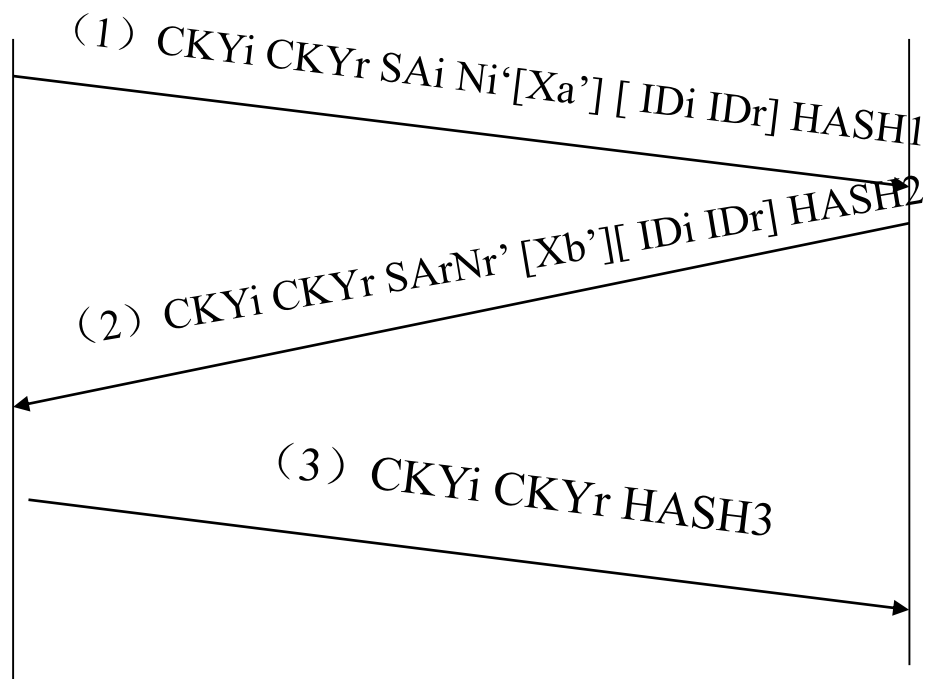 （1）CKYi CKYr SAi Ni‘[Xa’] [ IDi IDr] HASH1
（2）CKYi CKYr SArNr’ [Xb’][ IDi IDr] HASH2
（3）CKYi CKYr HASH3